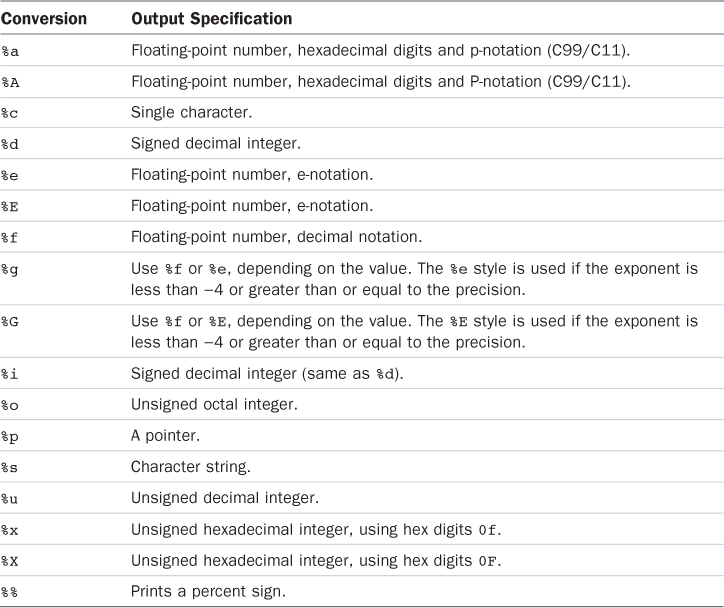 Conversion Output Specification
%a Floating-point number, hexadecimal digits and p-notation (C99/C11).
%A Floating-point number, hexadecimal digits and P-notation (C99/C11).
%c Single character.
%d Signed decimal integer.
%e Floating-point number, e-notation.
%E Floating-point number, e-notation.
%f Floating-point number, decimal notation.
%g Use %f or %e, depending on the value. The %e style is used if the exponent is
less than −4 or greater than or equal to the precision.
%G Use %f or %E, depending on the value. The %E style is used if the exponent is
less than −4 or greater than or equal to the precision.
%i Signed decimal integer (same as %d).
%o Unsigned octal integer.
%p A pointer.
%s Character string.
%u Unsigned decimal integer.
%x Unsigned hexadecimal integer, using hex digits 0f.
%X Unsigned hexadecimal integer, using hex digits 0F.
%% Prints a percent sign.